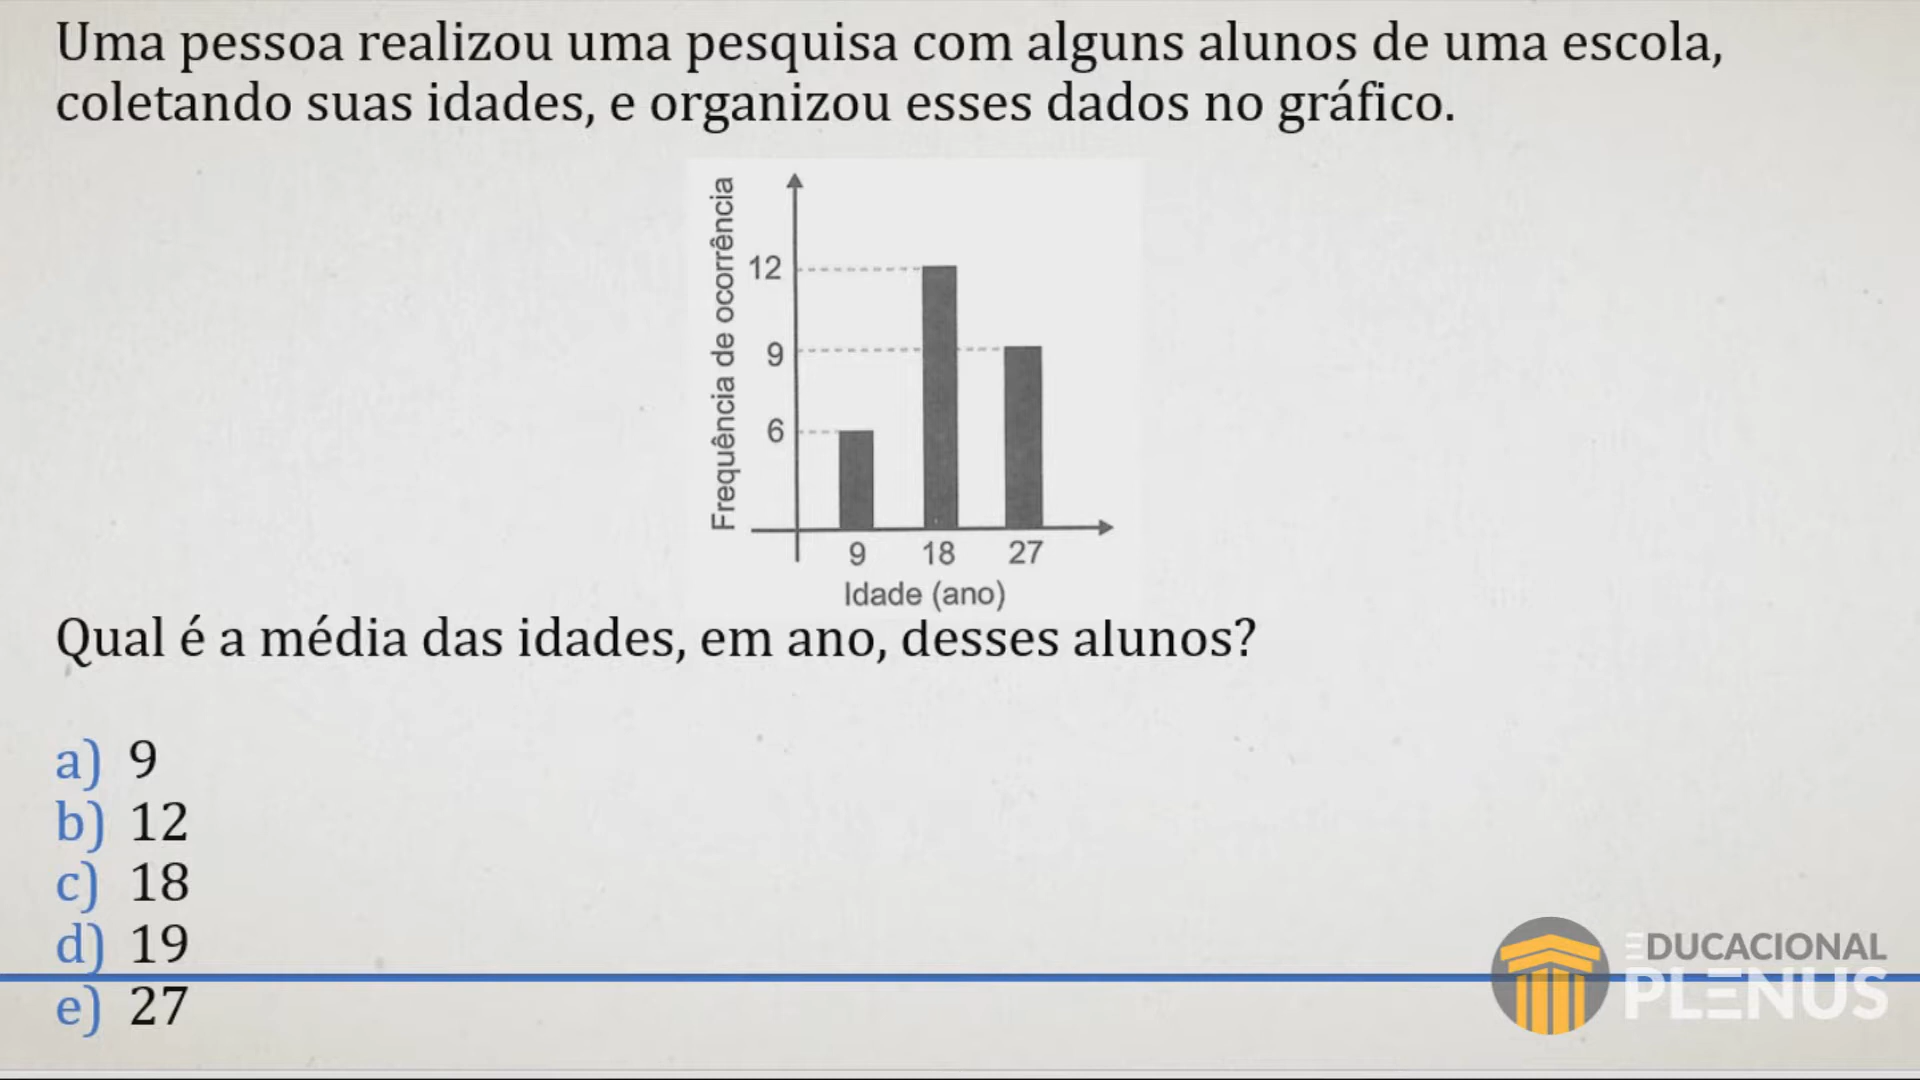 Uma pessoa realizou uma pesquisa com alguns alunos de uma escola,
coletando suas idades, e organizou esses dados no gráfico.
Frequência de ocorrência
12
9
6
9 18 27
Idade (ano)
Qual é a média das idades, em ano, desses alunos?
a) 9
b) 12
c) 18
d) 19
e) 27
EDUCACIONAL
PLENUS